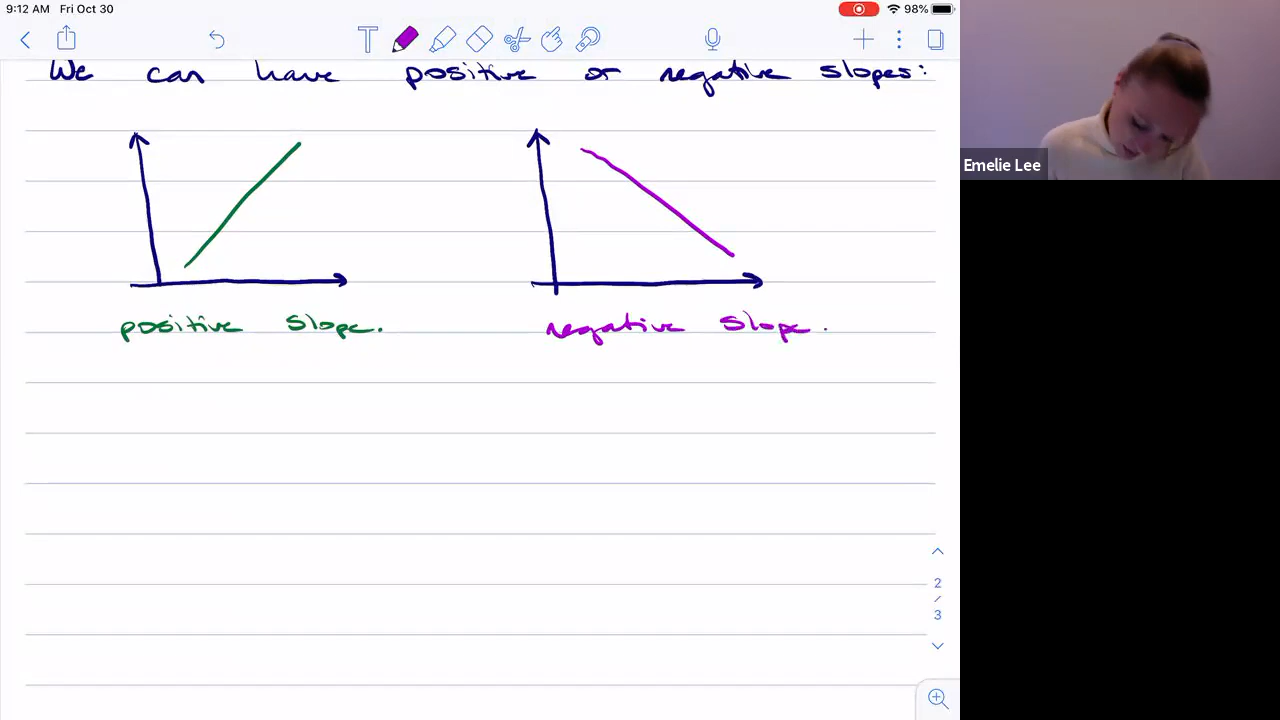 9:12 AM Fri Oct 30 98%
T
We can have positive or negative slopes:
Emelie Lee
positive slope.
negative slope.
2
/
3